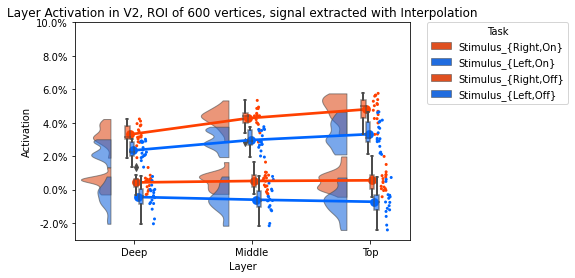 Layer Activation in V2, ROI of 600 vertices, signal extracted with Interpolation
10.0%
8.0%
6.0%
4.0%
2.0%
0.0%
-2.0%
Activation
Deep
Middle
Top
Layer
Task
Stimulus_{Right,On}
Stimulus_{Left,On}
Stimulus_{Right,Off}
Stimulus_{Left,Off}